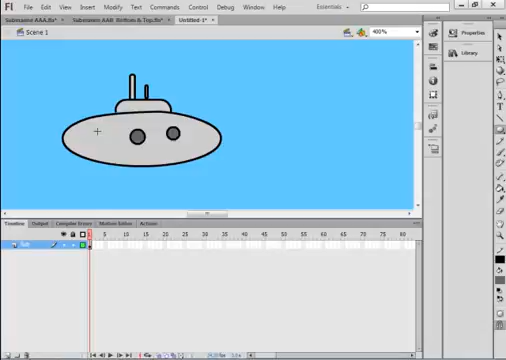 Fl File Edit View Insert Modify Text Commands Control Debug Window Help Essentials
Submarine AAA.fla* Submarine AAB Bottom & Top.fla* Untitled-1*
Scene 1 400%
Properties
Library
Timeline Output Compiler Errors Motion Editor Actions
1 5 10 15 20 25 30 35 40 45 50 55 60 65 70 75 80